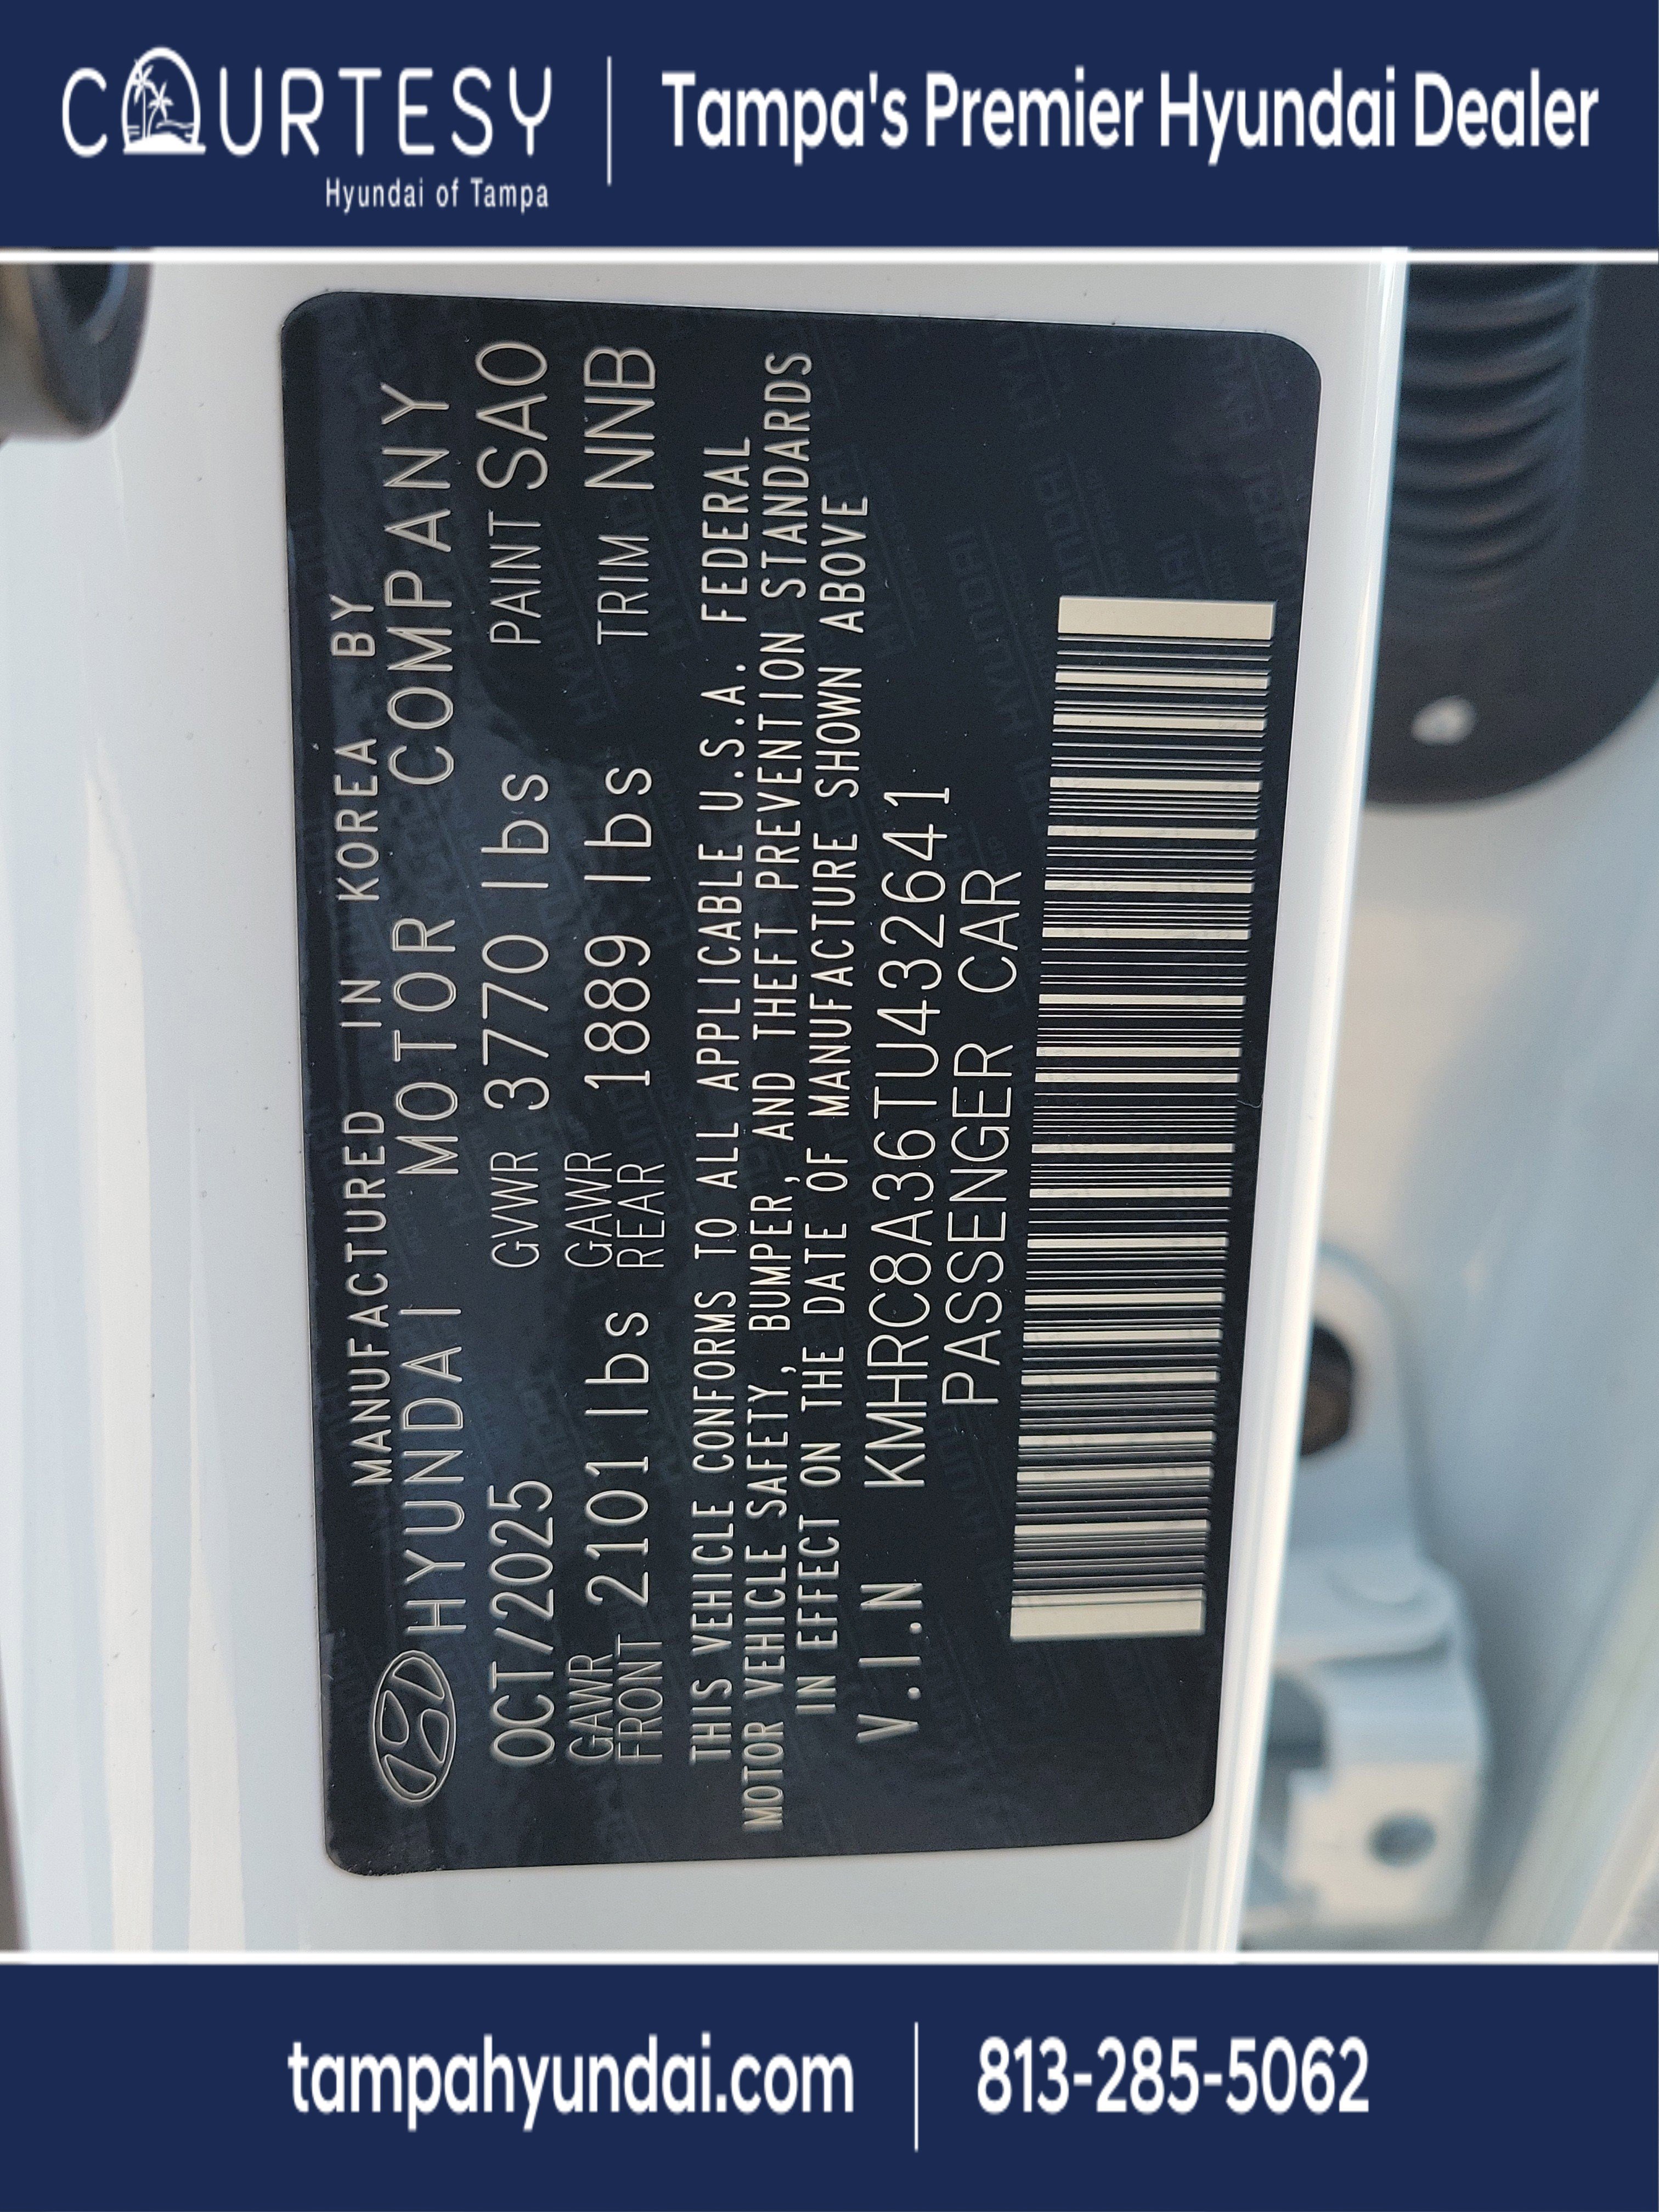 COURTESY
Hyundai of Tampa
Tampa's Premier Hyundai Dealer
MANUFACTURED IN KOREA BY
HYUNDAI MOTOR COMPANY
OCT/2025 GVWR 3770 lbs PAINT SAO
GAWR FRONT 2101 lbs GAWR REAR 1889 lbs TRIM NNB
THIS VEHICLE CONFORMS TO ALL APPLICABLE U.S.A. FEDERAL
MOTOR VEHICLE SAFETY, BUMPER, AND THEFT PREVENTION STANDARDS
IN EFFECT ON THE DATE OF MANUFACTURE SHOWN ABOVE
V.I.N KMHRC8A36TU432641
PASSENGER CAR
tampahyundai.com
813-285-5062